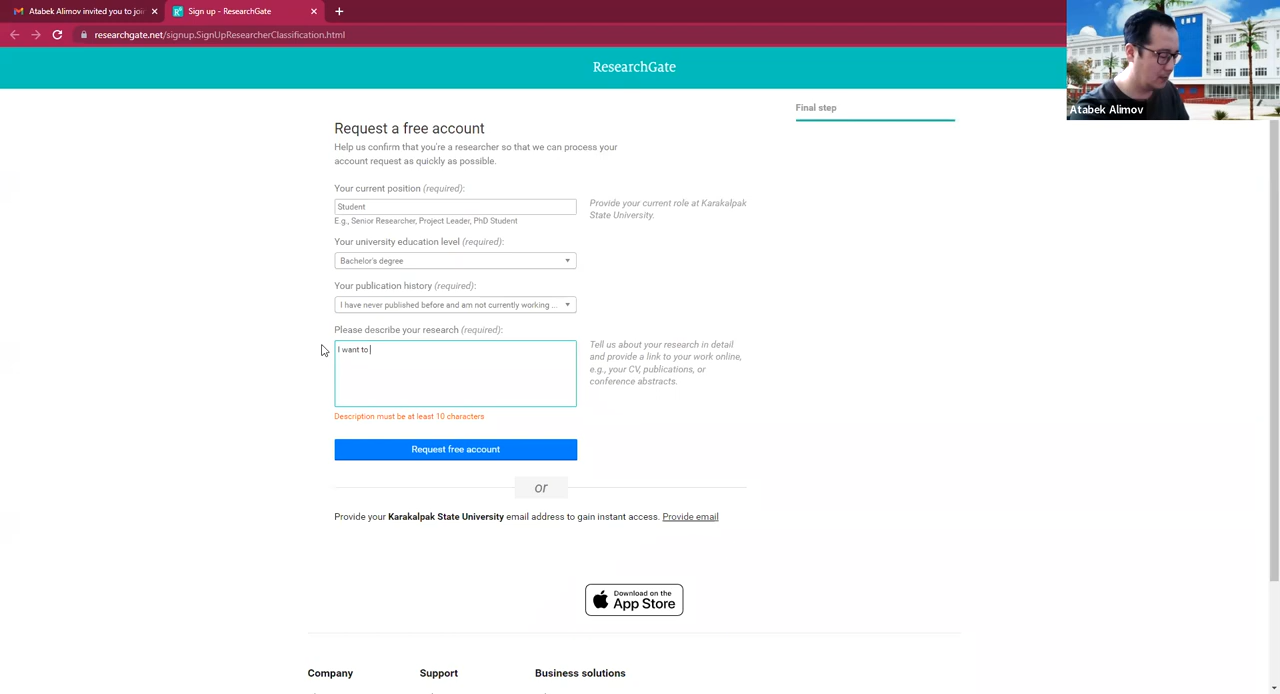 Atabek Alimov invited you to join
Sign up - ResearchGate
researchgate.net/signup.SignUpResearcherClassification.html
Atabek Alimov
ResearchGate
Final step
Request a free account
Help us confirm that you're a researcher so that we can process your
account request as quickly as possible.
Your current position (required):
Student
E.g., Senior Researcher, Project Leader, PhD Student
Provide your current role at Karakalpak
State University.
Your university education level (required):
Bachelor's degree
Your publication history (required):
I have never published before and am not currently working ...
Please describe your research (required):
I want to
Tell us about your research in detail
and provide a link to your work online,
e.g., your CV, publications, or
conference abstracts.
Description must be at least 10 characters
Request free account
or
Provide your Karakalpak State University email address to gain instant access. Provide email
Download on the
App Store
Company Support Business solutions